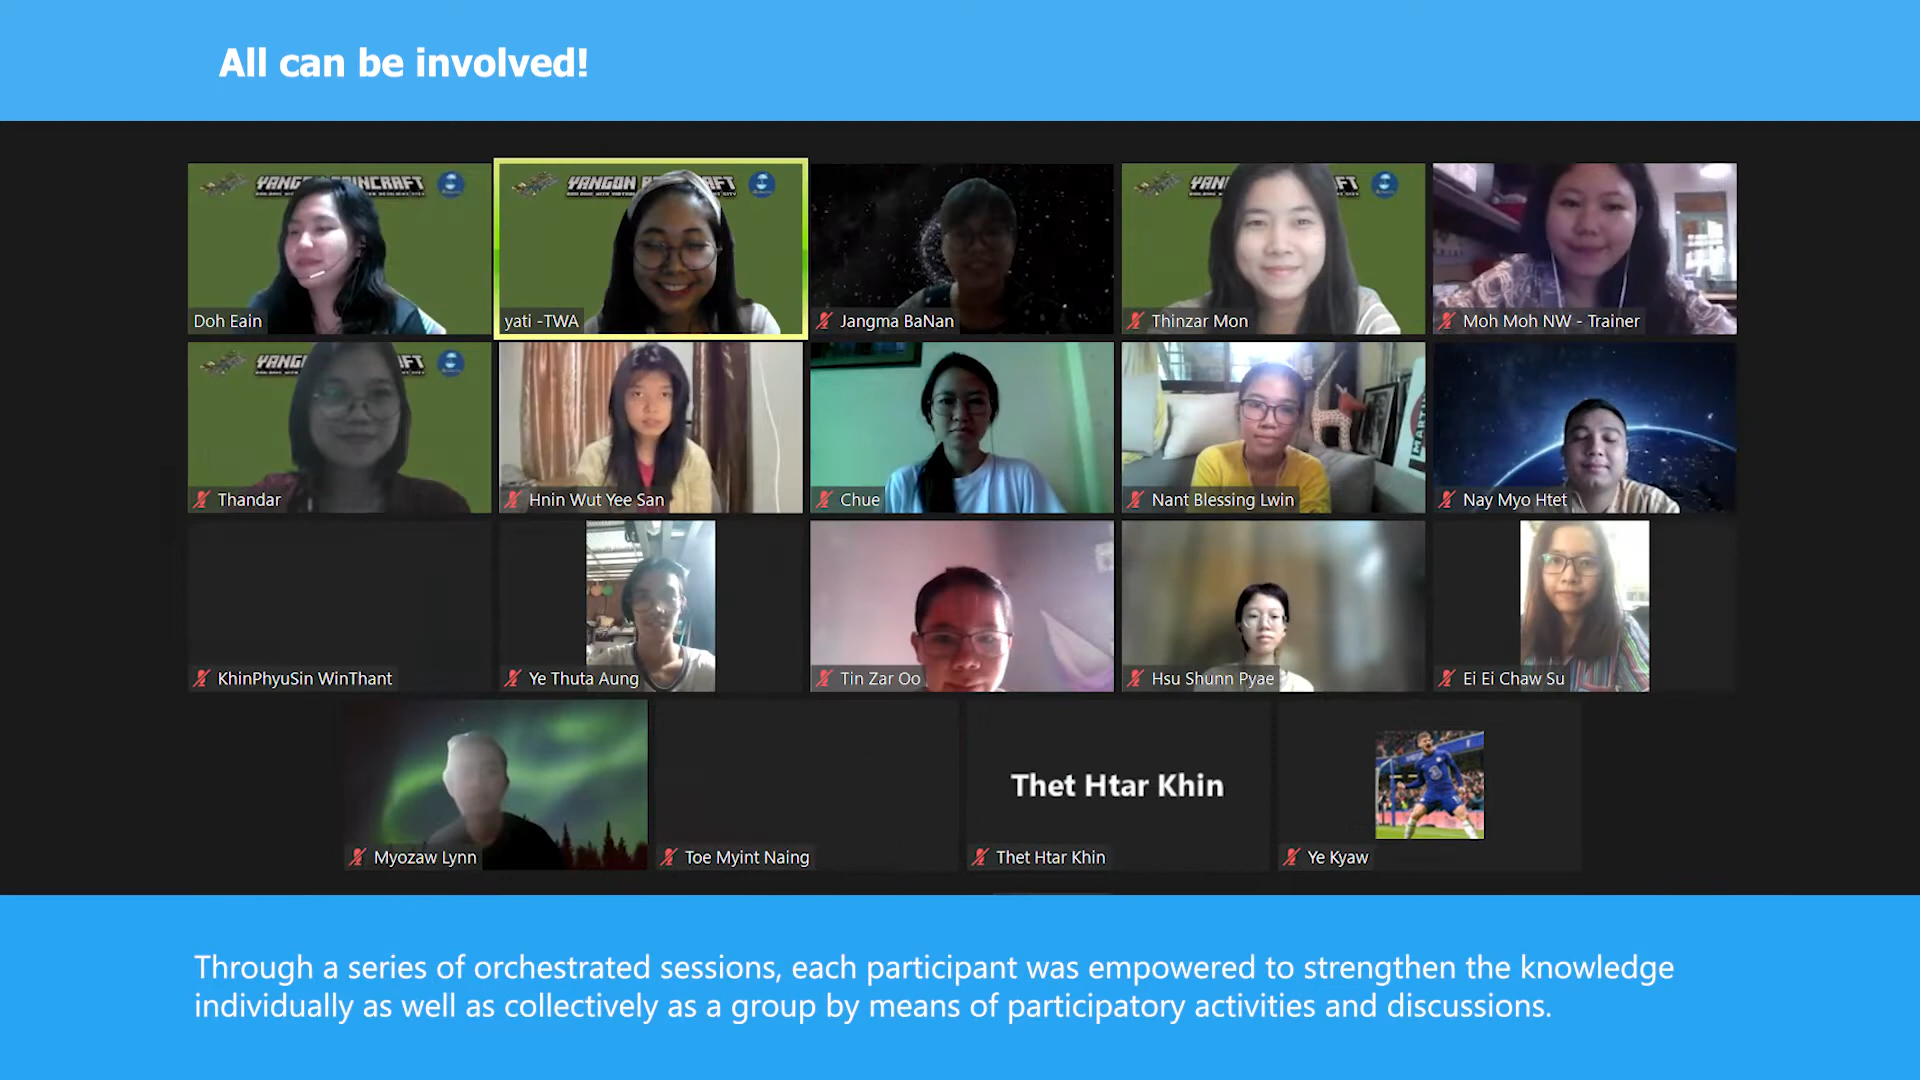 All can be involved!
YANGON
Doh Eain
YANGON
yati -TWA
Jangma BaNan
Thinzar Mon
Moh Moh NW - Trainer
Thandar
Hnin Wut Yee San
Chue
Nant Blessing Lwin
MARTI
Nay Myo Htet
KhinPhyuSin WinThant
Ye Thuta Aung
Tin Zar Oo
Hsu Shunn Pyae
Ei Ei Chaw Su
Myozaw Lynn
Toe Myint Naing
Thet Htar Khin
Thet Htar Khin
Ye Kyaw
Through a series of orchestrated sessions, each participant was empowered to strengthen the knowledge
individually as well as collectively as a group by means of participatory activities and discussions.